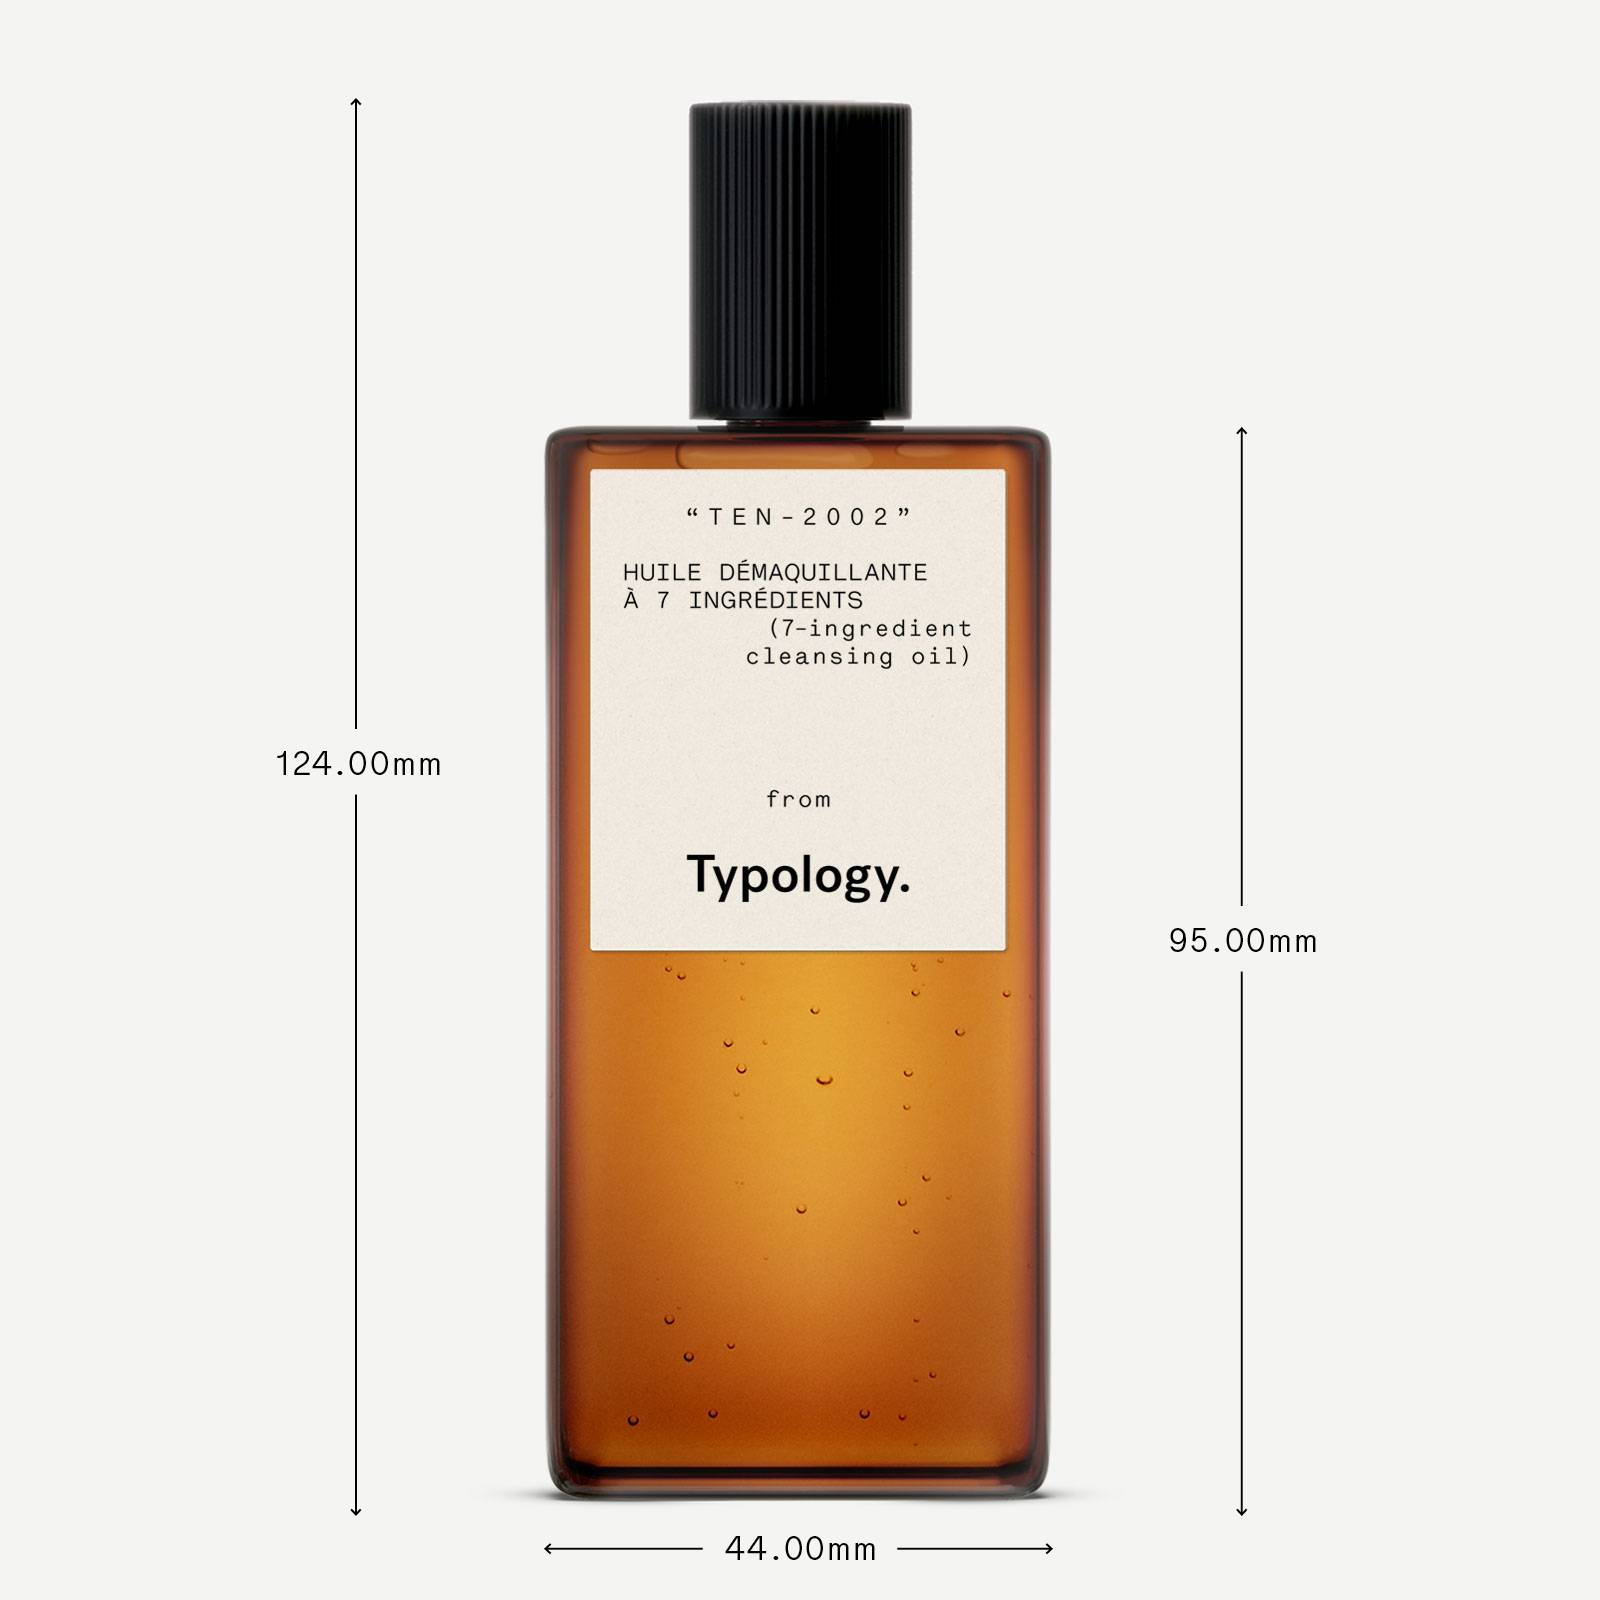 “TEN-2002”
HUILE DÉMAQUILLANTE
À 7 INGRÉDIENTS
(7-ingredient
cleansing oil)
from
Typology.
124.00mm
95.00mm
44.00mm